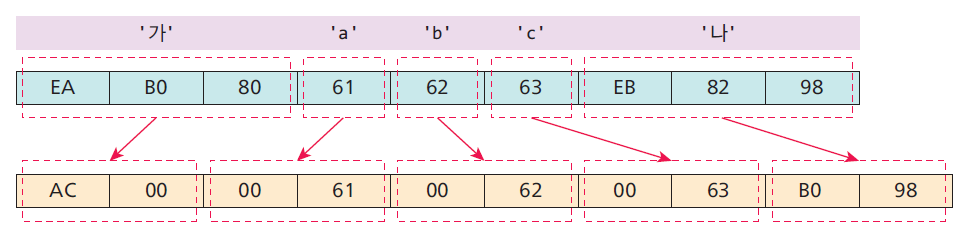 '가' 'a' 'b' 'c' '나'
EA B0 80 61 62 63 EB 82 98
AC 00 00 61 00 62 00 63 B0 98